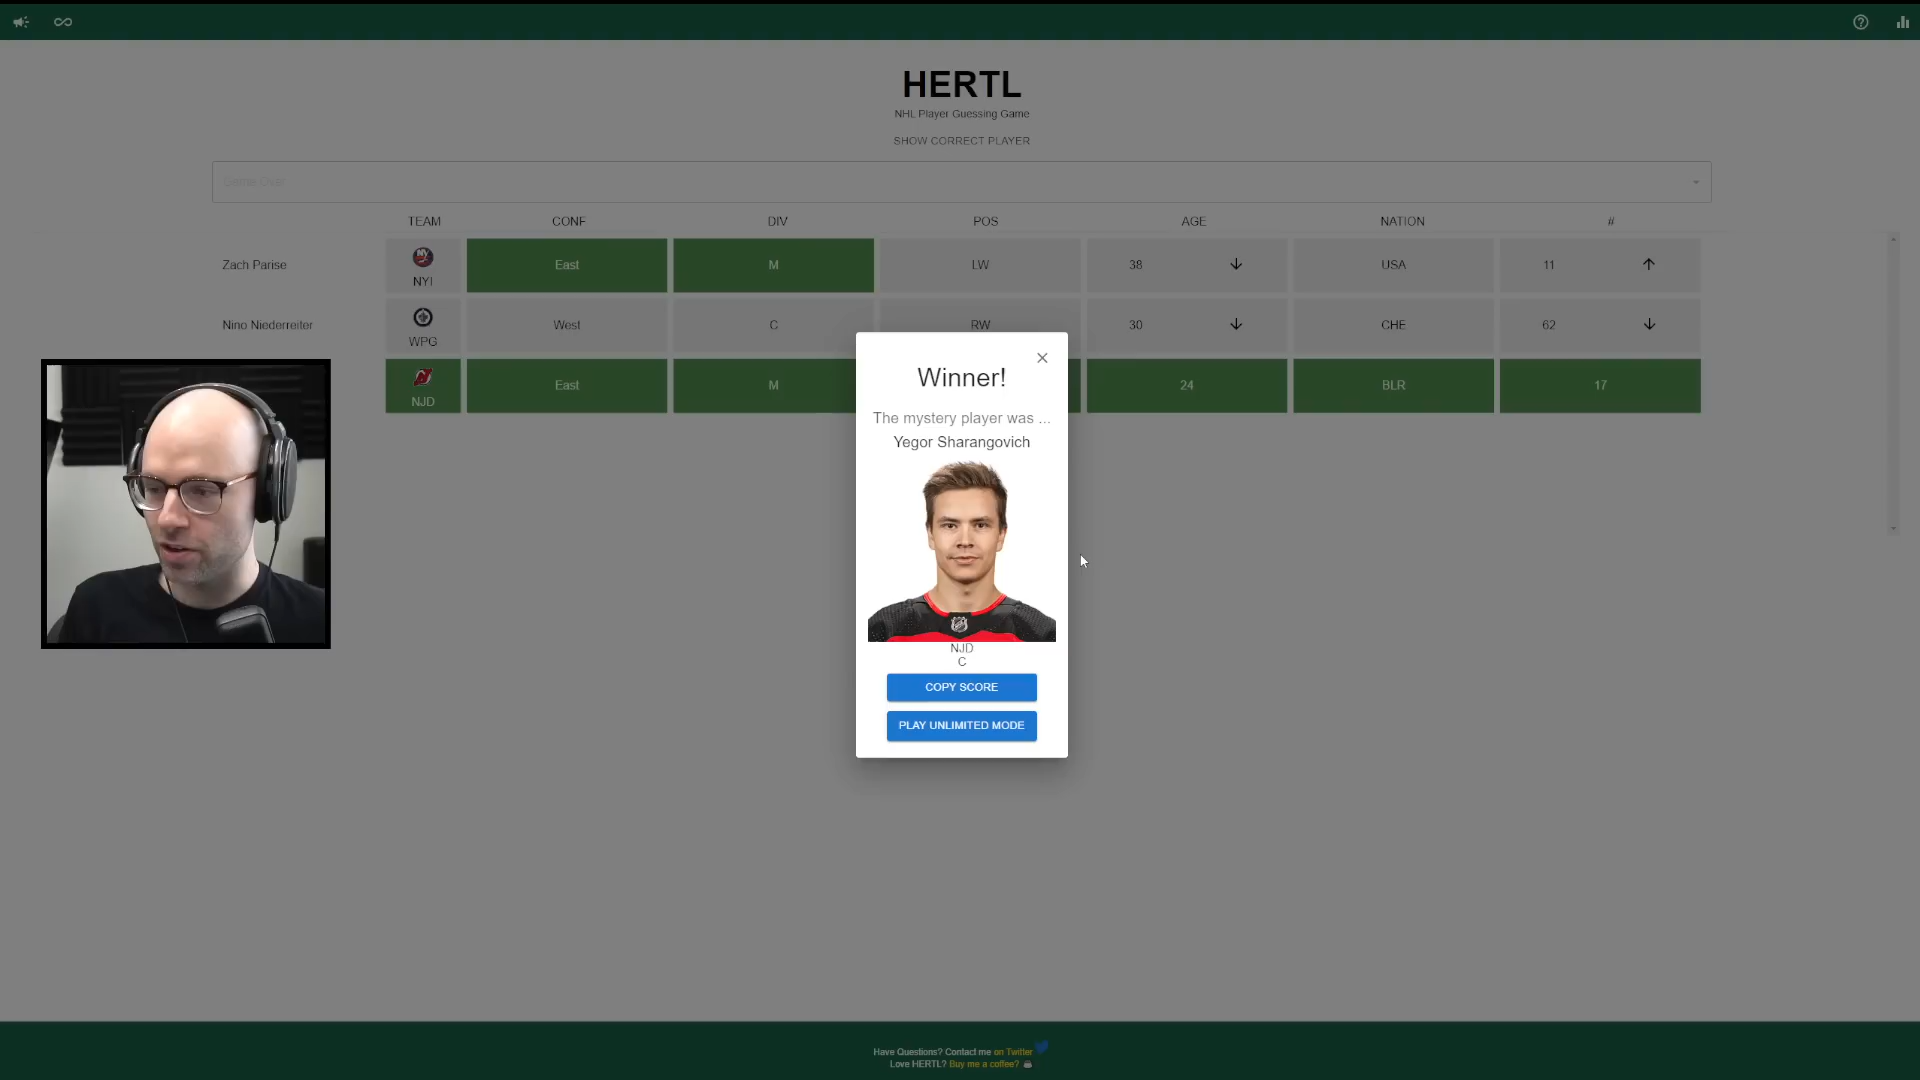 HERTL
NHL Player Guessing Game
SHOW CORRECT PLAYER
Game Over
TEAM CONF DIV POS AGE NATION #
Zach Parise NYI East M LW 38 USA 11
Nino Niederreiter WPG West C RW 30 CHE 62
NJD East M 24 BLR 17
Winner!
The mystery player was ...
Yegor Sharangovich
NJD
C
COPY SCORE
PLAY UNLIMITED MODE
Have Questions? Contact me on Twitter
Love HERTL? Buy me a coffee?